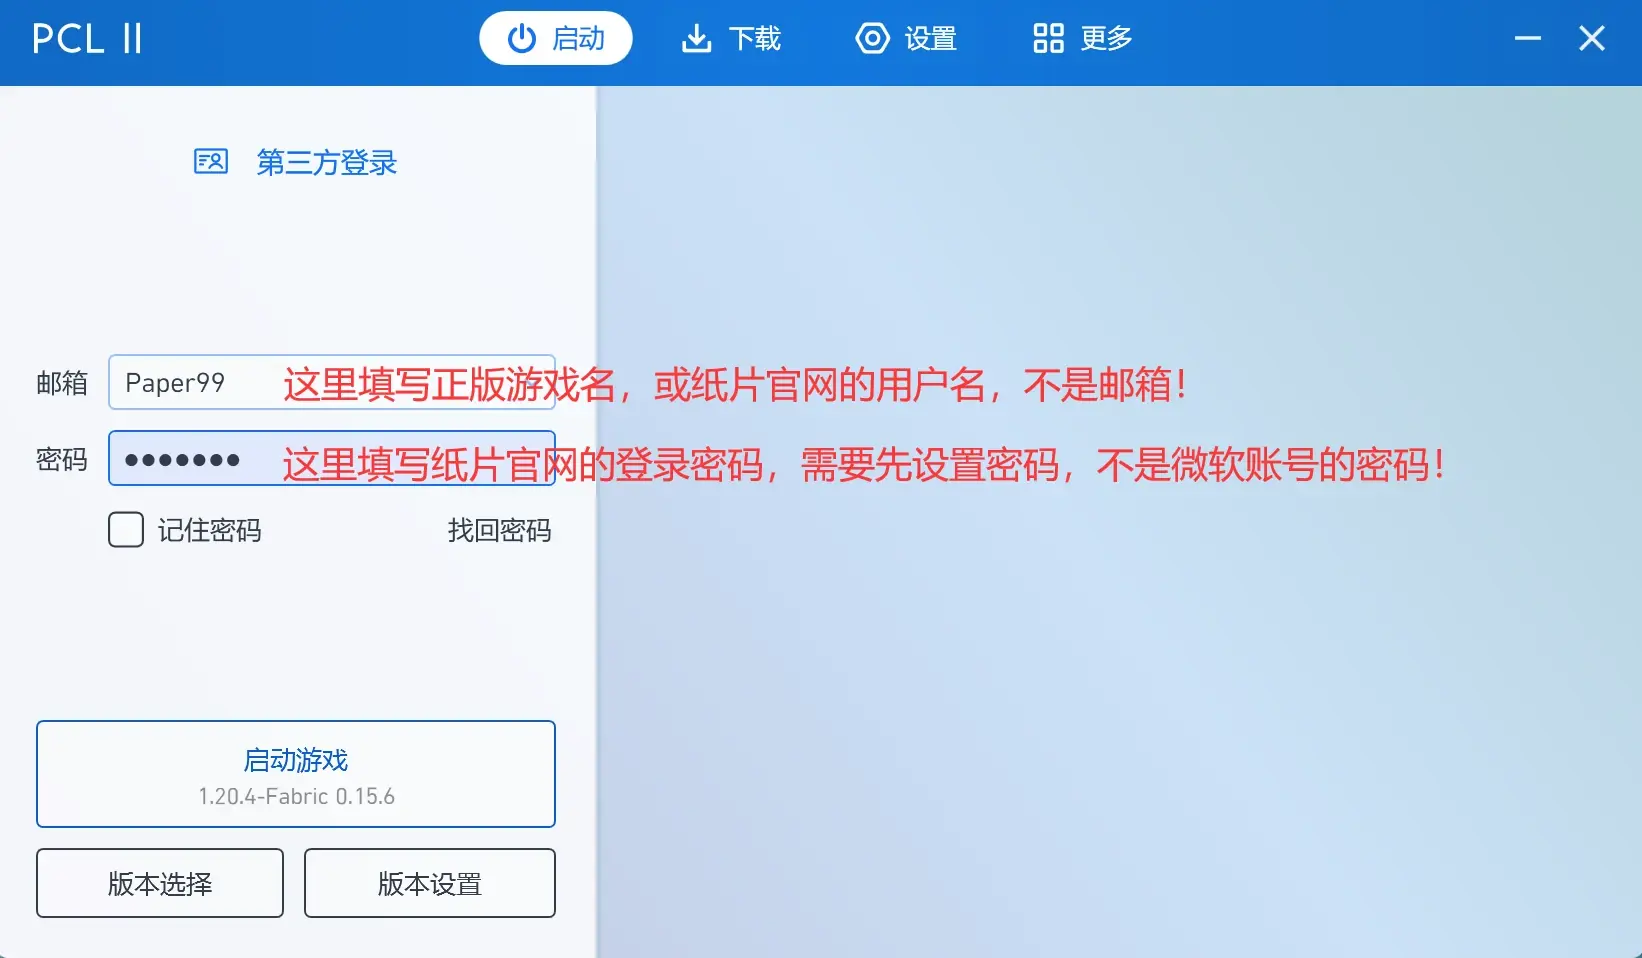 PCL II
启动
下载
设置
更多
第三方登录
邮箱
Paper99
这里填写正版游戏名，或纸片官网的用户名，不是邮箱！
密码
●●●●●●●
这里填写纸片官网的登录密码，需要先设置密码，不是微软账号的密码！
记住密码
找回密码
启动游戏
1.20.4-Fabric 0.15.6
版本选择
版本设置